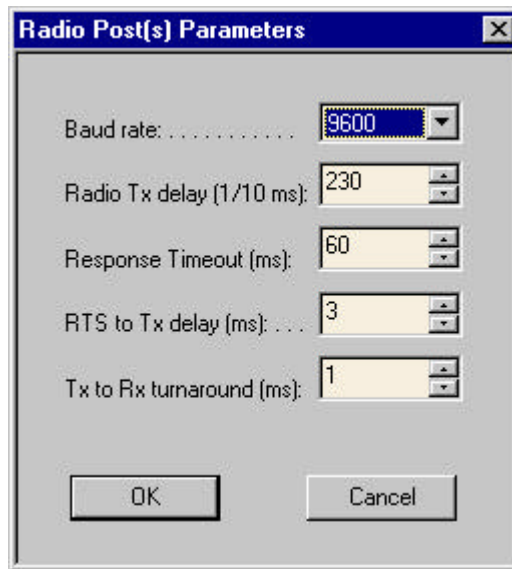 Radio Post(s) Parameters
Baud rate: . . . . . . . . . . . 9600
Radio Tx delay (1/10 ms): 230
Response Timeout (ms): 60
RTS to Tx delay (ms): . . . 3
Tx to Rx turnaround (ms): 1
OK Cancel